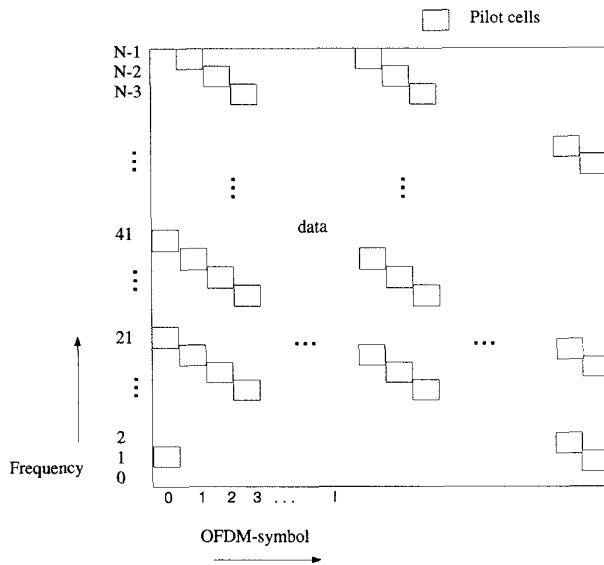 Pilot cells
N-1
N-2
N-3
41
data
21
2
1
0
Frequency
0 1 2 3 ... l
OFDM-symbol